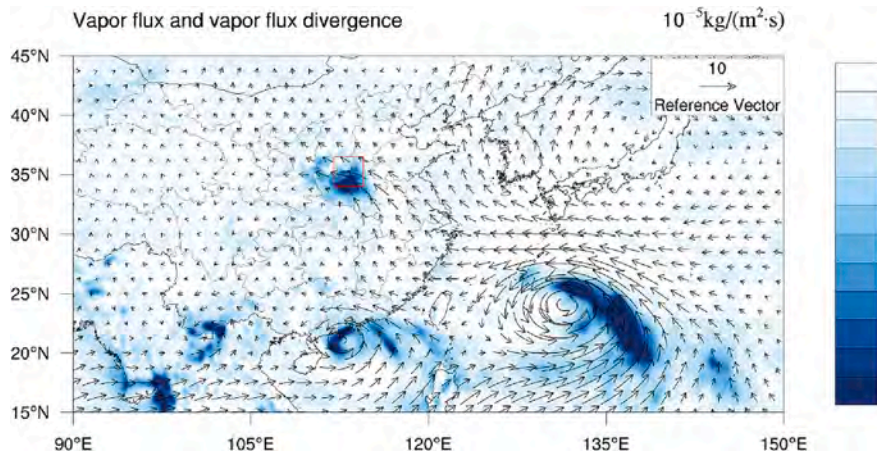 Vapor flux and vapor flux divergence 10⁻⁵kg/(m²·s)
45°N
10
Reference Vector
40°N
35°N
30°N
25°N
20°N
15°N
90°E 105°E 120°E 135°E 150°E